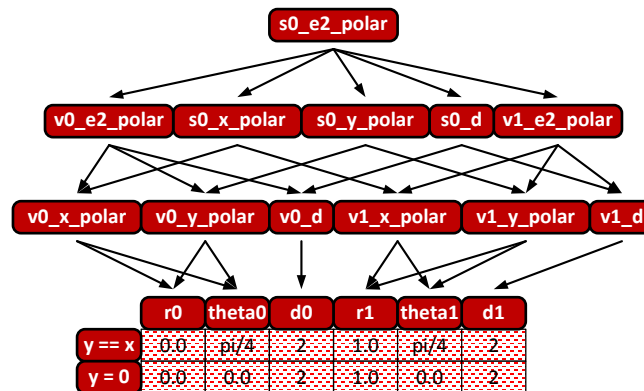 s0_e2_polar
v0_e2_polar s0_x_polar s0_y_polar s0_d v1_e2_polar
v0_x_polar v0_y_polar v0_d v1_x_polar v1_y_polar v1_d
r0 theta0 d0 r1 theta1 d1
y == x 0.0 pi/4 2 1.0 pi/4 2
y = 0 0.0 0.0 2 1.0 0.0 2